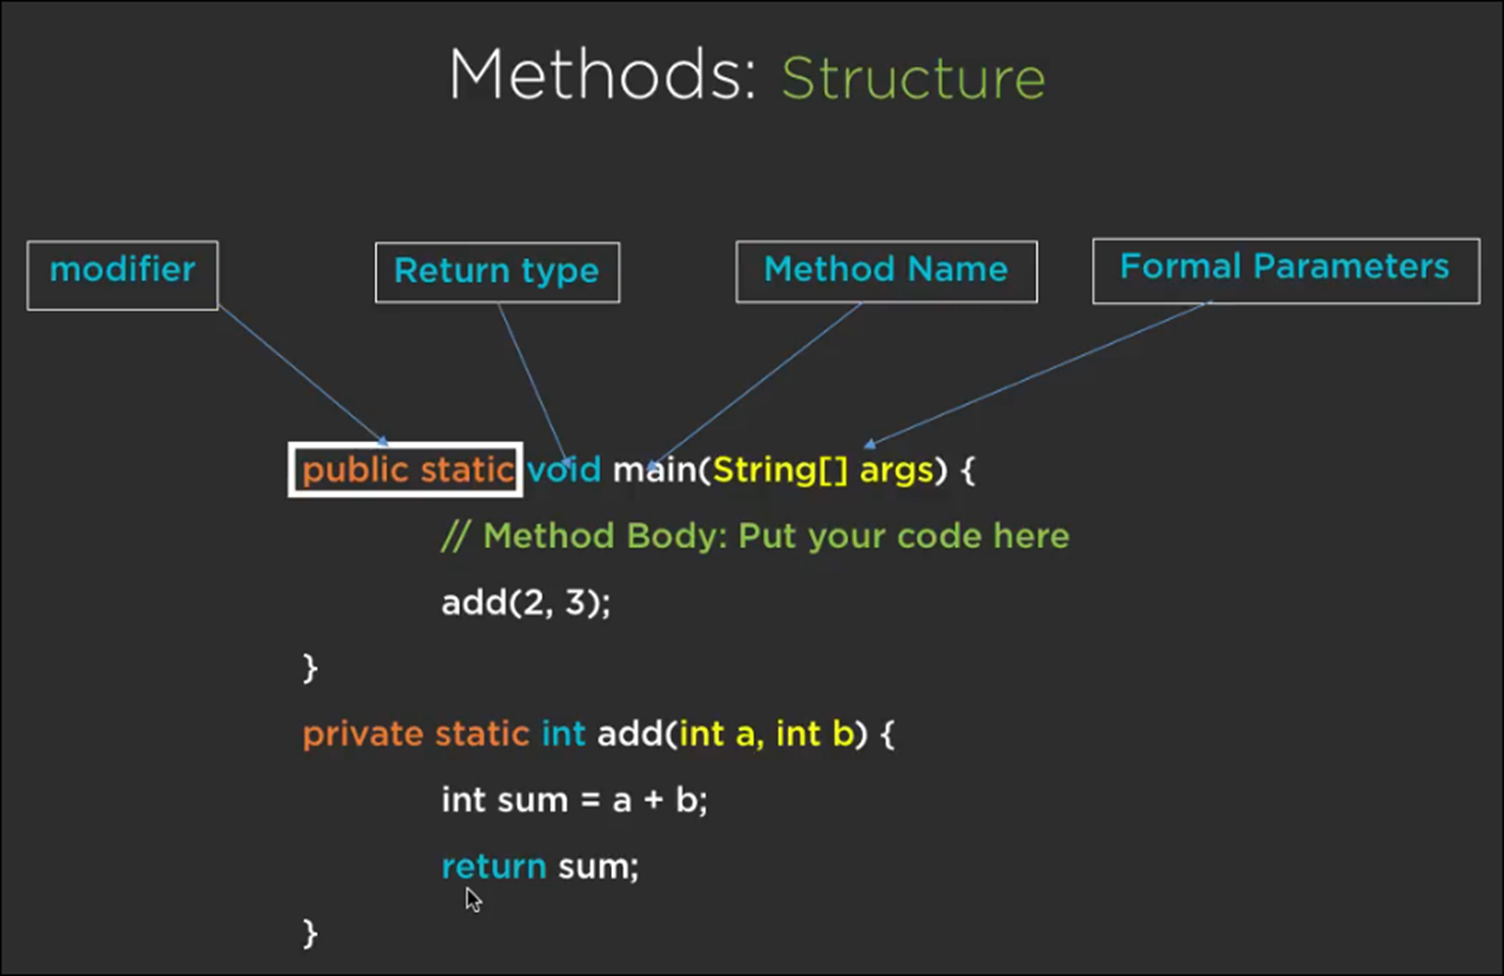 Methods: Structure
modifier
Return type
Method Name
Formal Parameters
public static void main(String[] args) {
// Method Body: Put your code here
add(2, 3);
}
private static int add(int a, int b) {
int sum = a + b;
return sum;
}